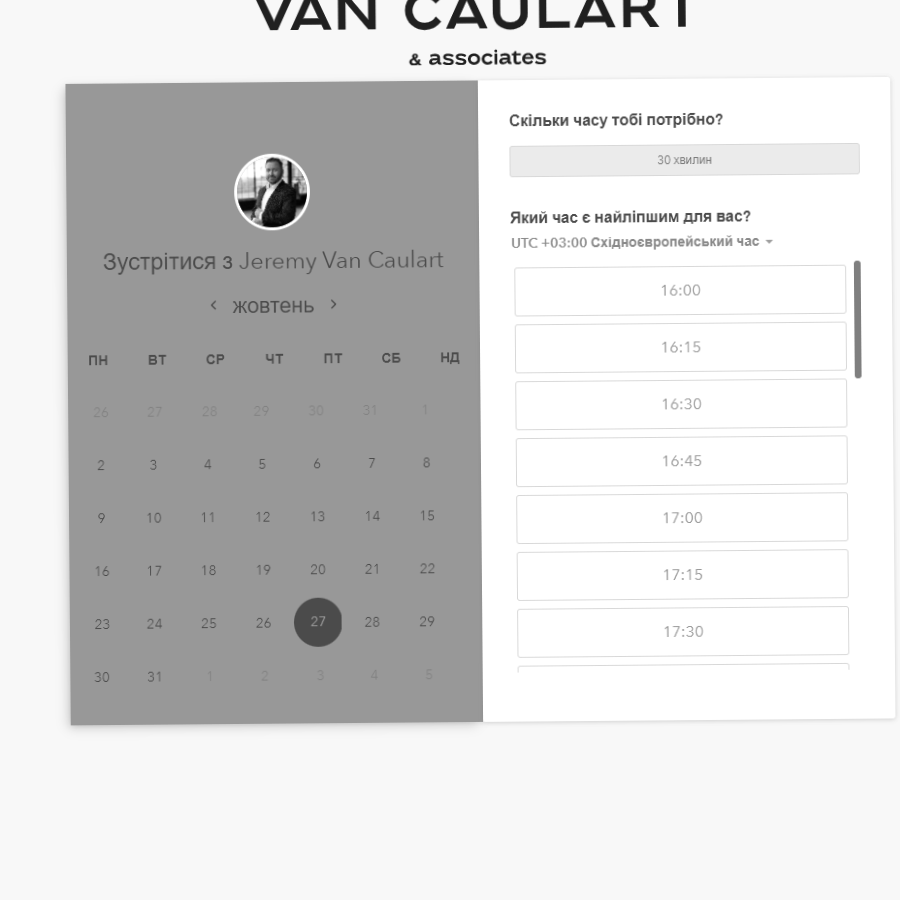 VAN CAULART
& associates
Зустрітися з Jeremy Van Caulart
жовтень
ПН ВТ СР ЧТ ПТ СБ НД
26 27 28 29 30 31 1
2 3 4 5 6 7 8
9 10 11 12 13 14 15
16 17 18 19 20 21 22
23 24 25 26 27 28 29
30 31 1 2 3 4 5
Скільки часу тобі потрібно?
30 хвилин
Який час є найліпшим для вас?
UTC +03:00 Східноєвропейський час
16:00
16:15
16:30
16:45
17:00
17:15
17:30